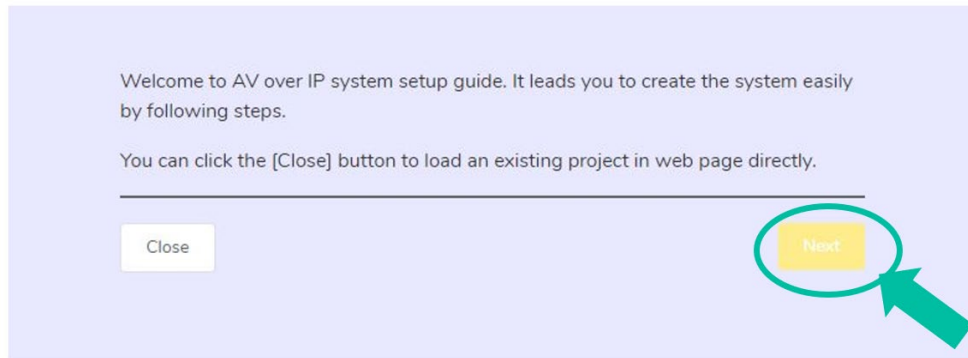 Welcome to AV over IP system setup guide. It leads you to create the system easily
by following steps.
You can click the [Close] button to load an existing project in web page directly.
Close
Next